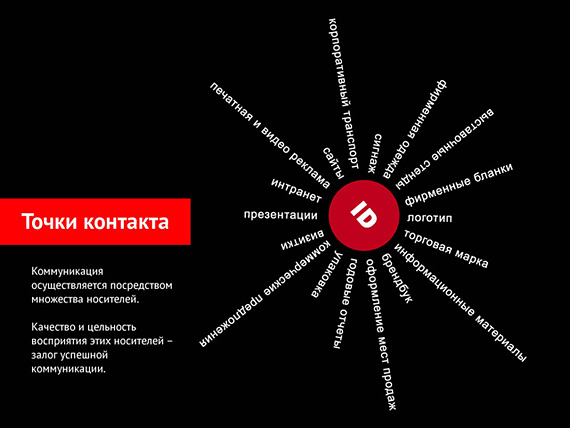 Точки контакта
Коммуникация
осуществляется посредством
множества носителей.
Качество и цельность
восприятия этих носителей –
залог успешной
коммуникации.
ID
корпоративный транспорт
сигнаж
фирменная одежда
выставочные стенды
фирменные бланки
логотип
торговая марка
информационные материалы
брендбук
оформление мест продаж
годовые отчеты
упаковка
коммерческие предложения
визитки
презентации
интранет
печатная и видео реклама
сайты